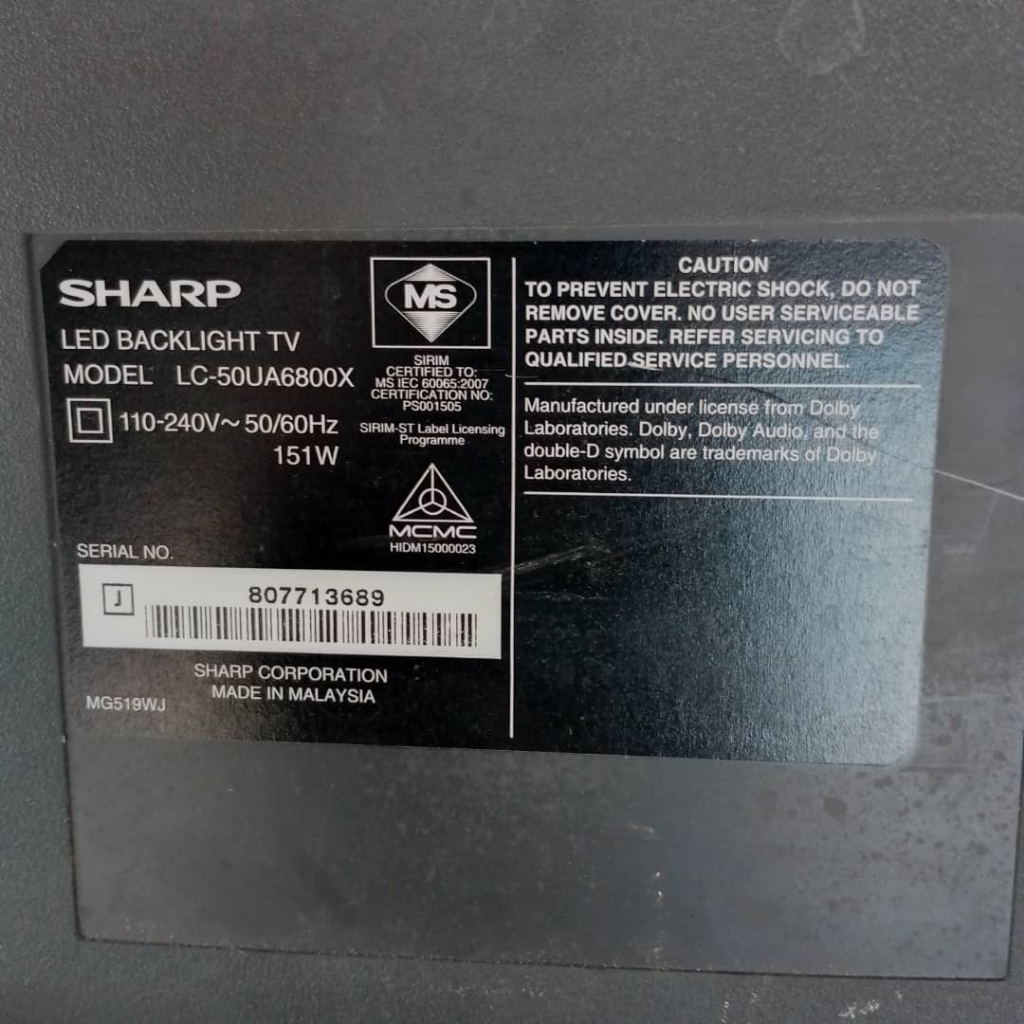 SHARP
LED BACKLIGHT TV
MODEL LC-50UA6800X
110-240V~ 50/60Hz
151W
MS
SIRIM
CERTIFIED TO:
MS IEC 60065:2007
CERTIFICATION NO:
PS001505
SIRIM-ST Label Licensing
Programme
MCMC
HIDM15000023
SERIAL NO.
J
807713689
SHARP CORPORATION
MADE IN MALAYSIA
MG519WJ
CAUTION
TO PREVENT ELECTRIC SHOCK, DO NOT
REMOVE COVER. NO USER SERVICEABLE
PARTS INSIDE. REFER SERVICING TO
QUALIFIED SERVICE PERSONNEL.
Manufactured under license from Dolby
Laboratories. Dolby, Dolby Audio, and the
double-D symbol are trademarks of Dolby
Laboratories.